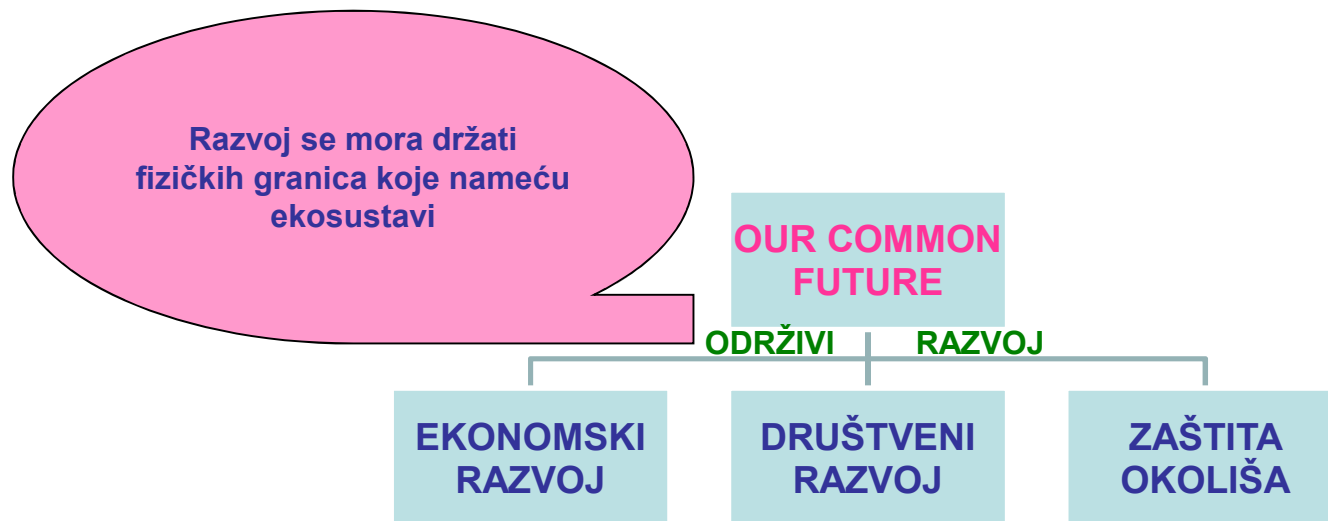 Razvoj se mora držati
fizičkih granica koje nameću
ekosustavi
OUR COMMON
FUTURE
ODRŽIVI RAZVOJ
EKONOMSKI
RAZVOJ
DRUŠTVENI
RAZVOJ
ZAŠTITA
OKOLIŠA